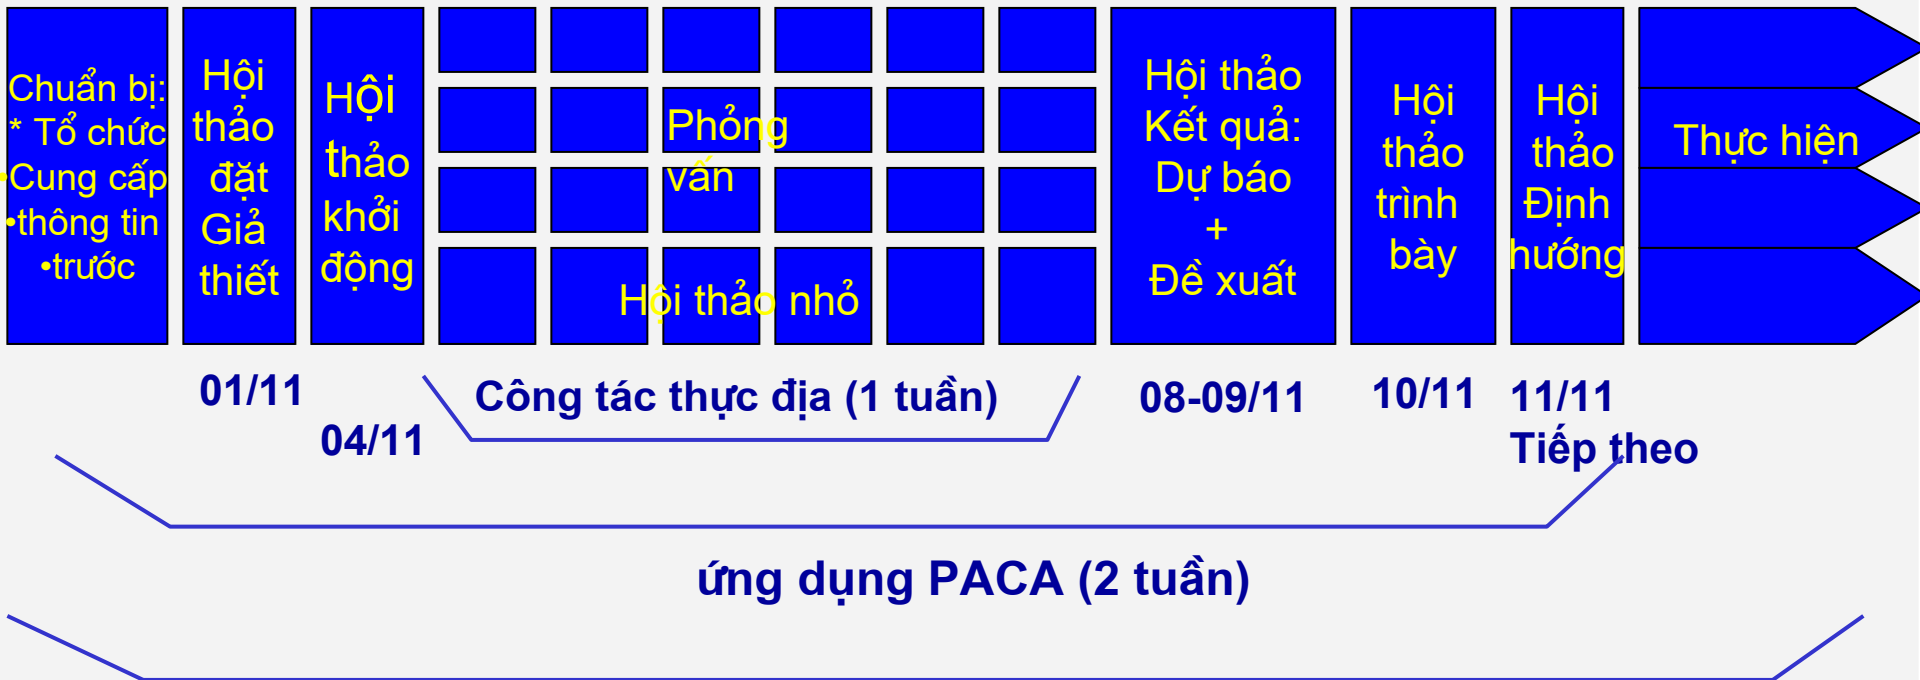 Chuẩn bị:
* Tổ chức
•Cung cấp
•thông tin
•trước
Hội
thảo
đặt
Giả
thiết
Hội
thảo
khởi
động
Phỏng
vấn
Hội thảo nhỏ
Hội thảo
Kết quả:
Dự báo
+
Đề xuất
Hội
thảo
trình
bày
Hội
thảo
Định
hướng
Thực hiện
01/11
04/11
Công tác thực địa (1 tuần)
08-09/11
10/11
11/11
Tiếp theo
ứng dụng PACA (2 tuần)